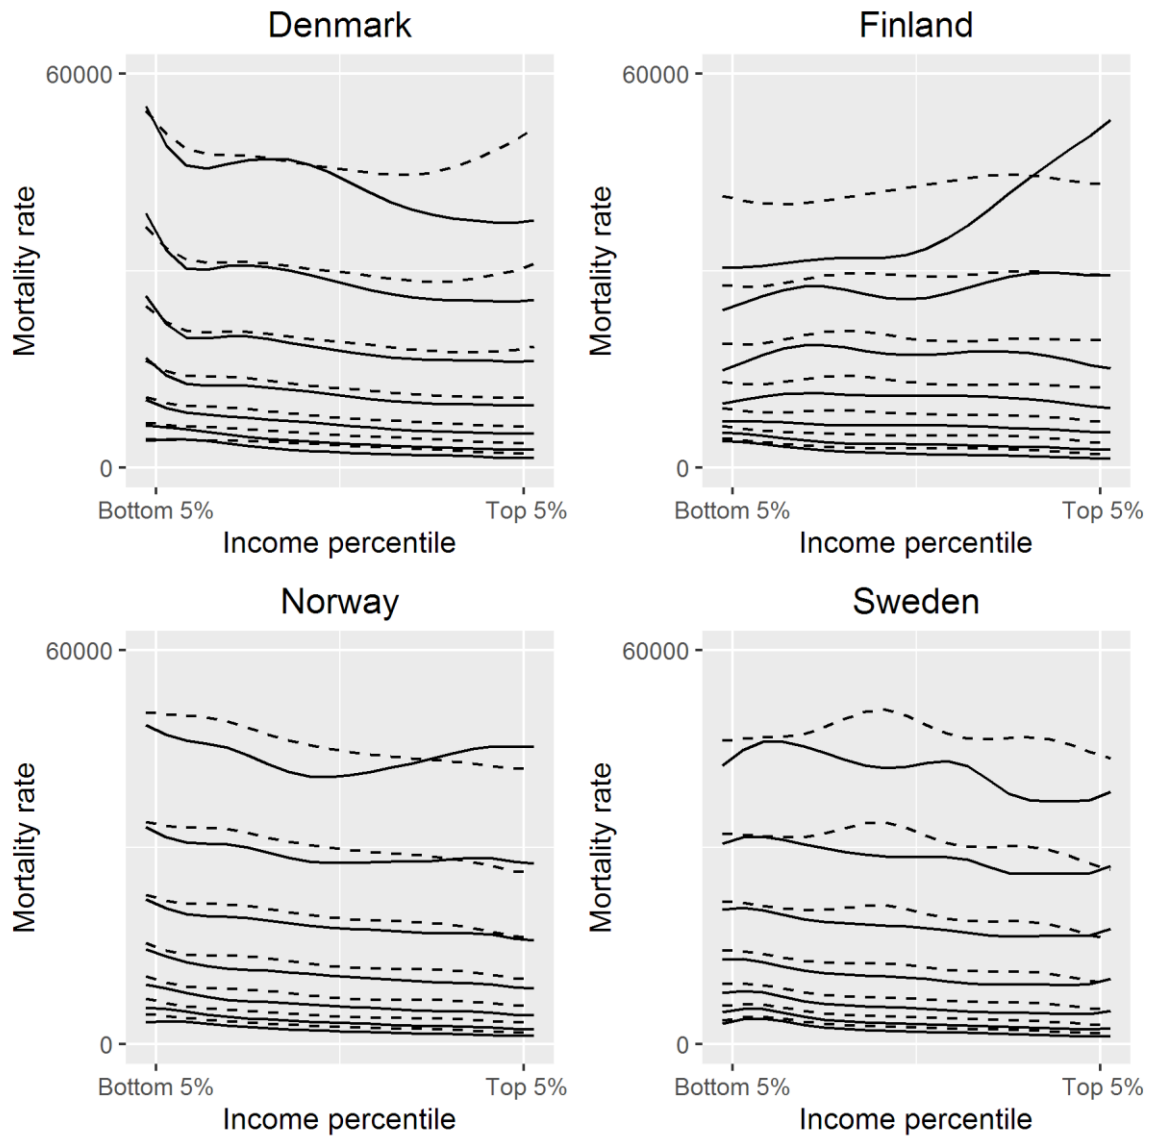 Denmark
60000
Mortality rate
0
Bottom 5%
Top 5%
Income percentile
Finland
60000
Mortality rate
0
Bottom 5%
Top 5%
Income percentile
Norway
60000
Mortality rate
0
Bottom 5%
Top 5%
Income percentile
Sweden
60000
Mortality rate
0
Bottom 5%
Top 5%
Income percentile